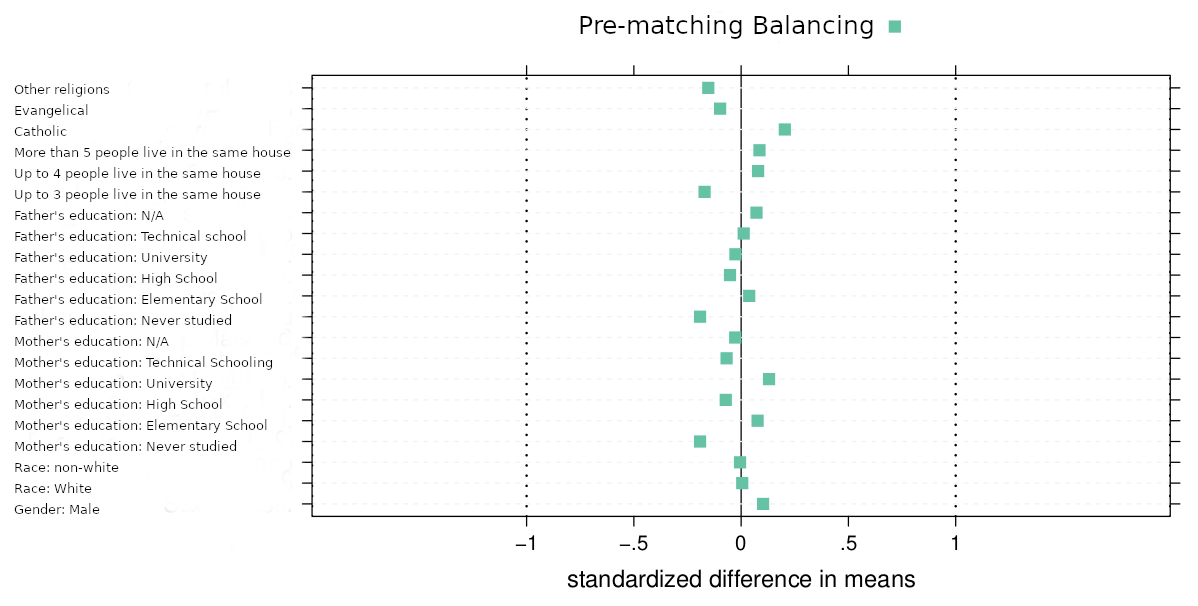 Pre-matching Balancing
Other religions
Evangelical
Catholic
More than 5 people live in the same house
Up to 4 people live in the same house
Up to 3 people live in the same house
Father's education: N/A
Father's education: Technical school
Father's education: University
Father's education: High School
Father's education: Elementary School
Father's education: Never studied
Mother's education: N/A
Mother's education: Technical Schooling
Mother's education: University
Mother's education: High School
Mother's education: Elementary School
Mother's education: Never studied
Race: non-white
Race: White
Gender: Male
−1 −.5 0 .5 1
standardized difference in means